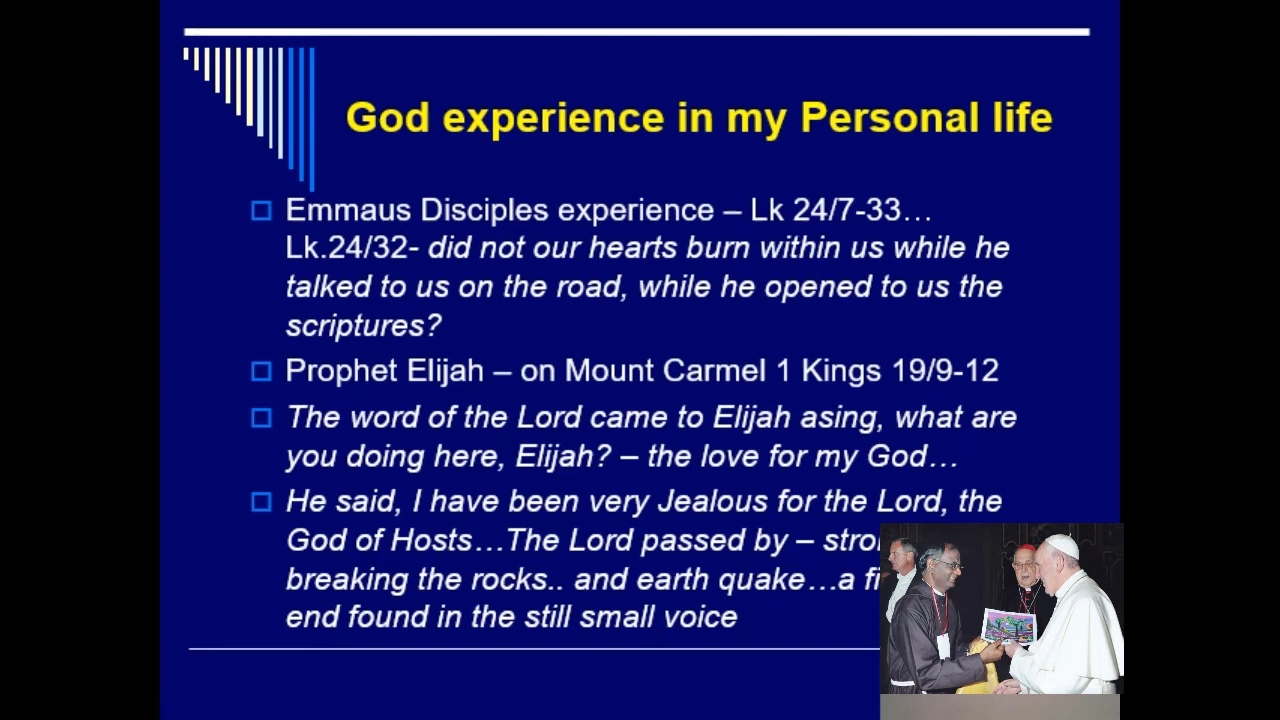 God experience in my Personal life
Emmaus Disciples experience – Lk 24/7-33…
Lk.24/32- did not our hearts burn within us while he
talked to us on the road, while he opened to us the
scriptures?
Prophet Elijah – on Mount Carmel 1 Kings 19/9-12
The word of the Lord came to Elijah asing, what are
you doing here, Elijah? – the love for my God…
He said, I have been very Jealous for the Lord, the
God of Hosts…The Lord passed by –
breaking the rocks.. and earth quake…a
end found in the still small voice